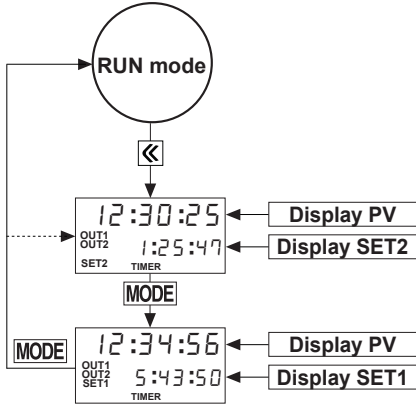 RUN mode
《
12:30:25
Display PV
OUT1
OUT2
1:25:47
Display SET2
SET2
TIMER
MODE
12:34:56
Display PV
MODE
OUT1
OUT2
SET1
5:43:50
Display SET1
TIMER